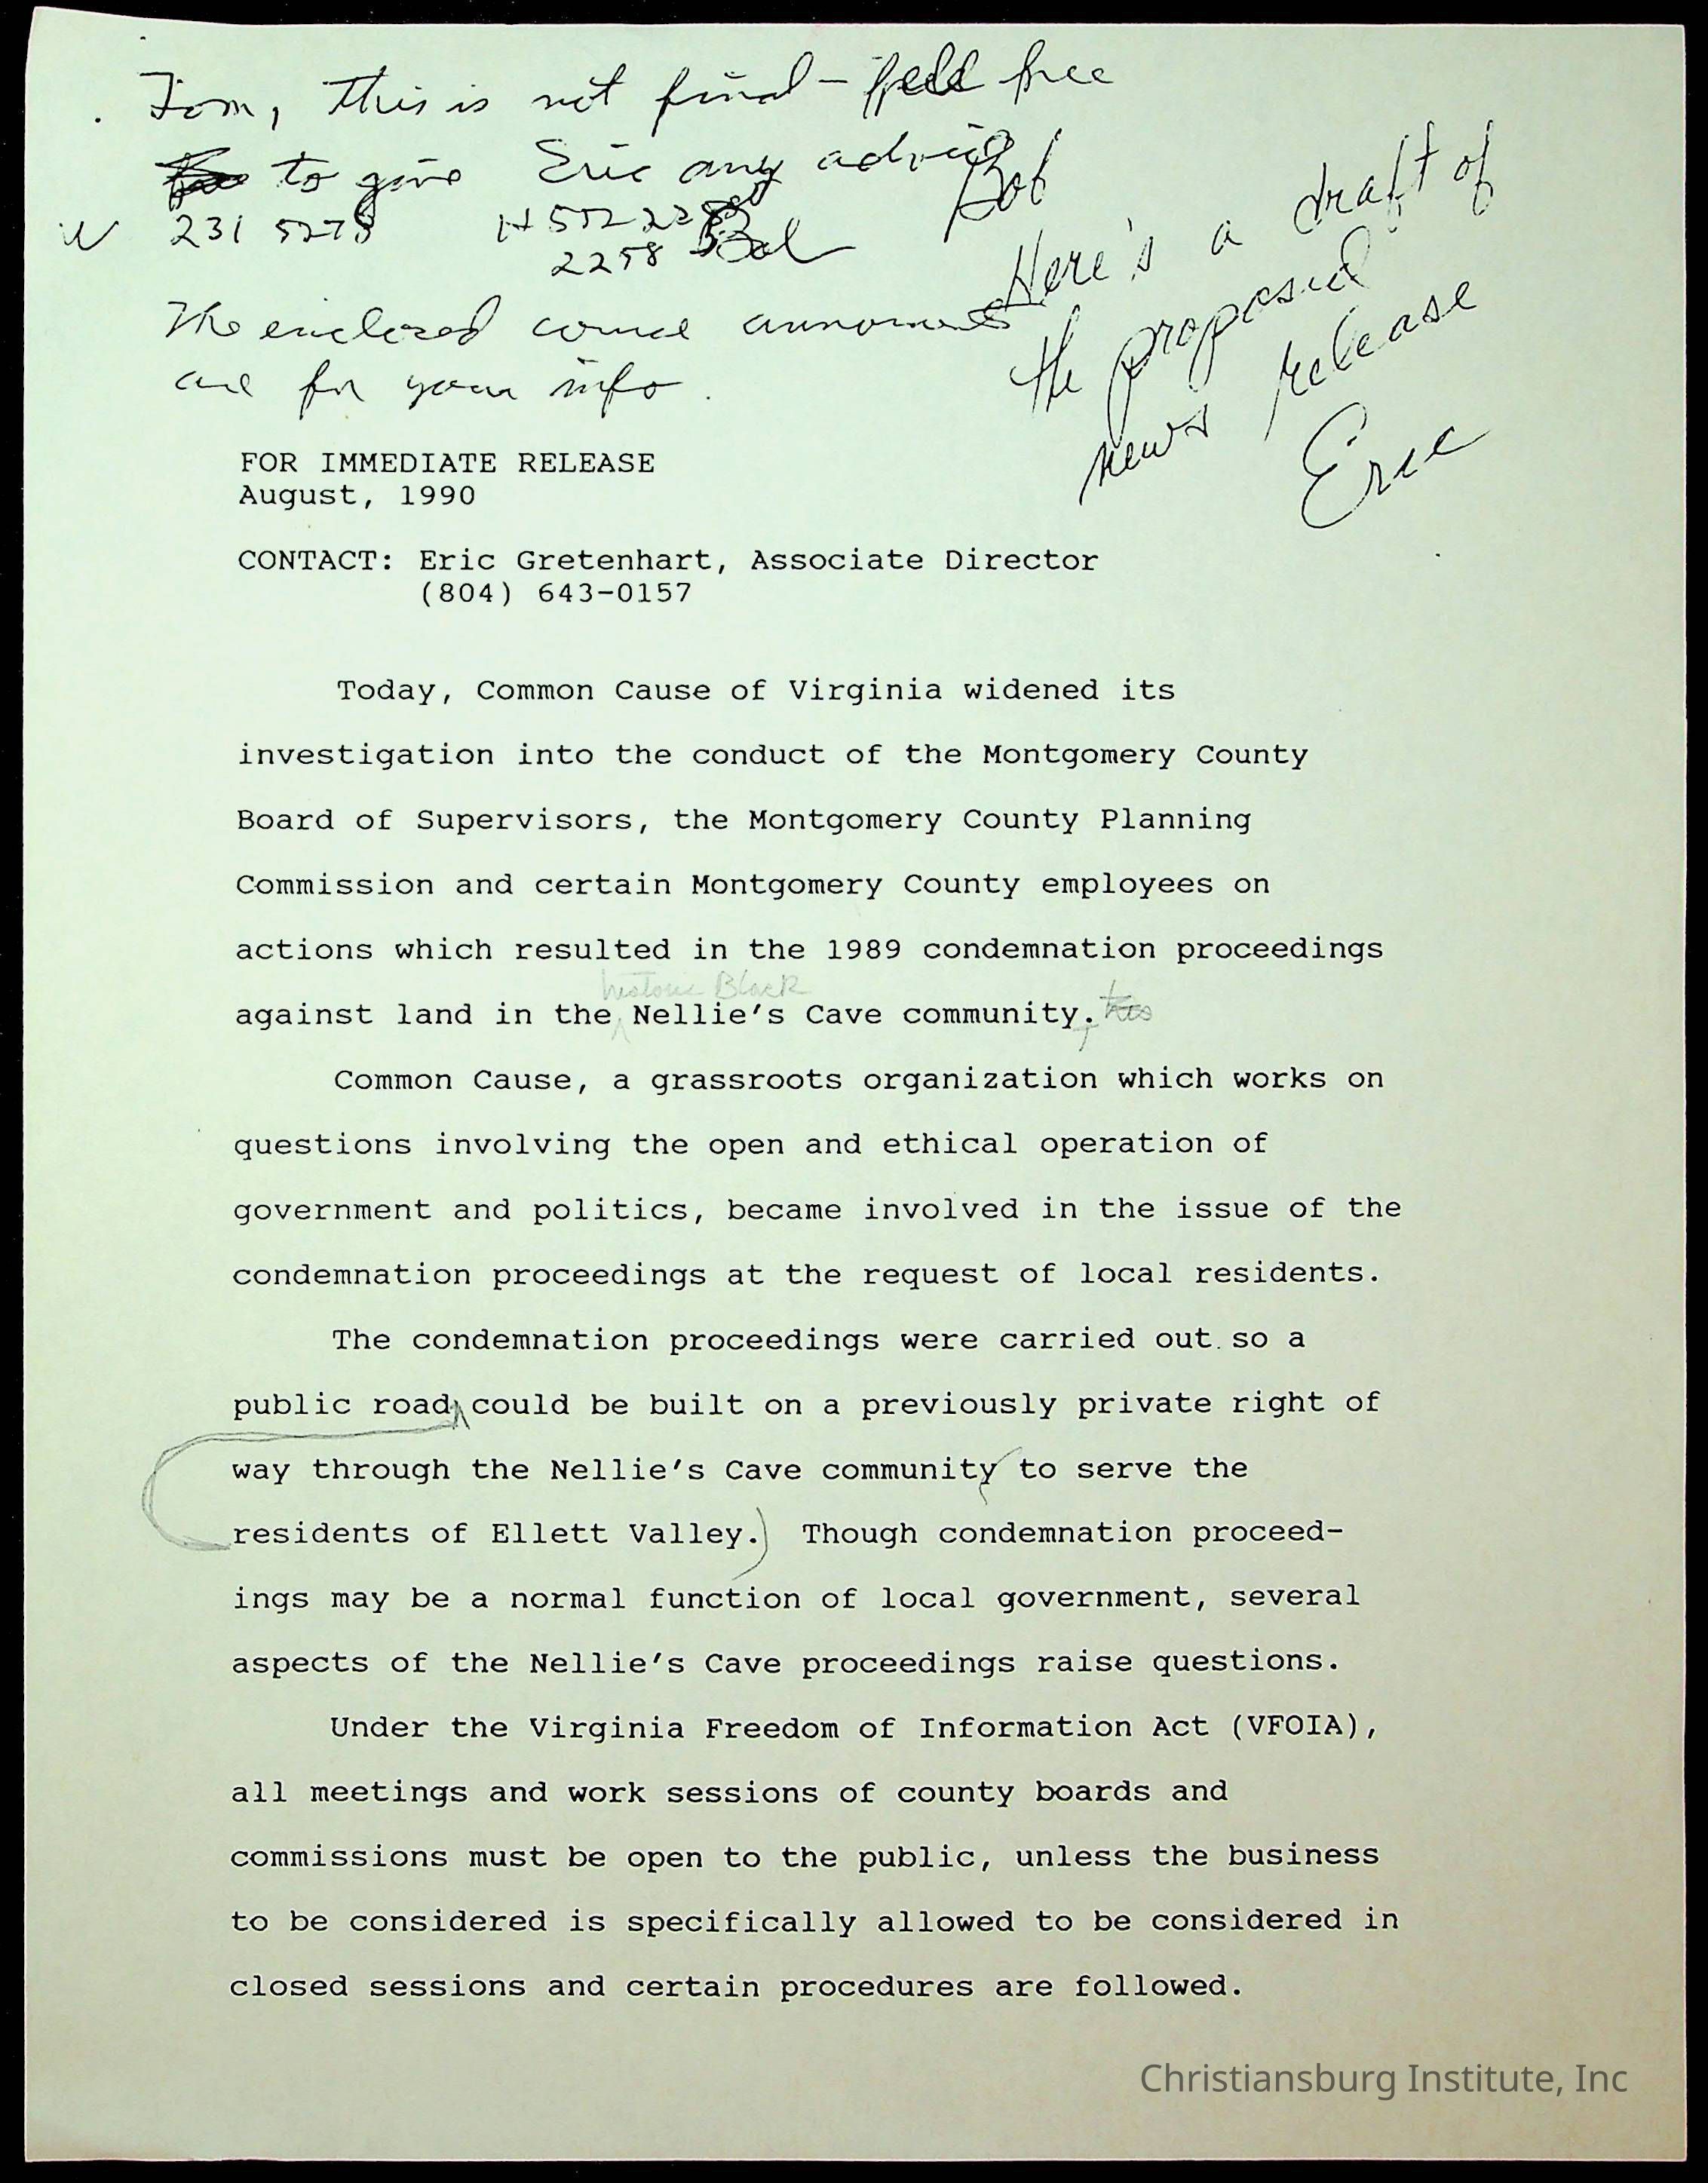 Tom, this is not final - feel free
to give Eric any advice
W 231 5278 H 552
2258 Bob
The enclosed course
are for your info.
Bob
Here's a draft of
the proposed
news release
Eric
FOR IMMEDIATE RELEASE
August, 1990
CONTACT: Eric Gretenhart, Associate Director
(804) 643-0157
Today, Common Cause of Virginia widened its
investigation into the conduct of the Montgomery County
Board of Supervisors, the Montgomery County Planning
Commission and certain Montgomery County employees on
actions which resulted in the 1989 condemnation proceedings
historic Black
against land in the Nellie's Cave community.
Common Cause, a grassroots organization which works on
questions involving the open and ethical operation of
government and politics, became involved in the issue of the
condemnation proceedings at the request of local residents.
The condemnation proceedings were carried out so a
public road could be built on a previously private right of
way through the Nellie's Cave community to serve the
residents of Ellett Valley. Though condemnation proceed-
ings may be a normal function of local government, several
aspects of the Nellie's Cave proceedings raise questions.
Under the Virginia Freedom of Information Act (VFOIA),
all meetings and work sessions of county boards and
commissions must be open to the public, unless the business
to be considered is specifically allowed to be considered in
closed sessions and certain procedures are followed.
Christiansburg Institute, Inc